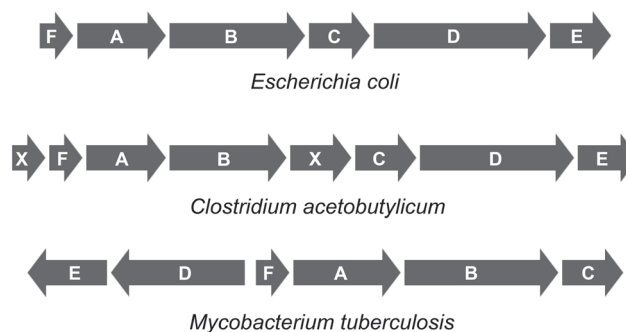 F A B C D E
Escherichia coli
X F A B X C D E
Clostridium acetobutylicum
E D F A B C
Mycobacterium tuberculosis